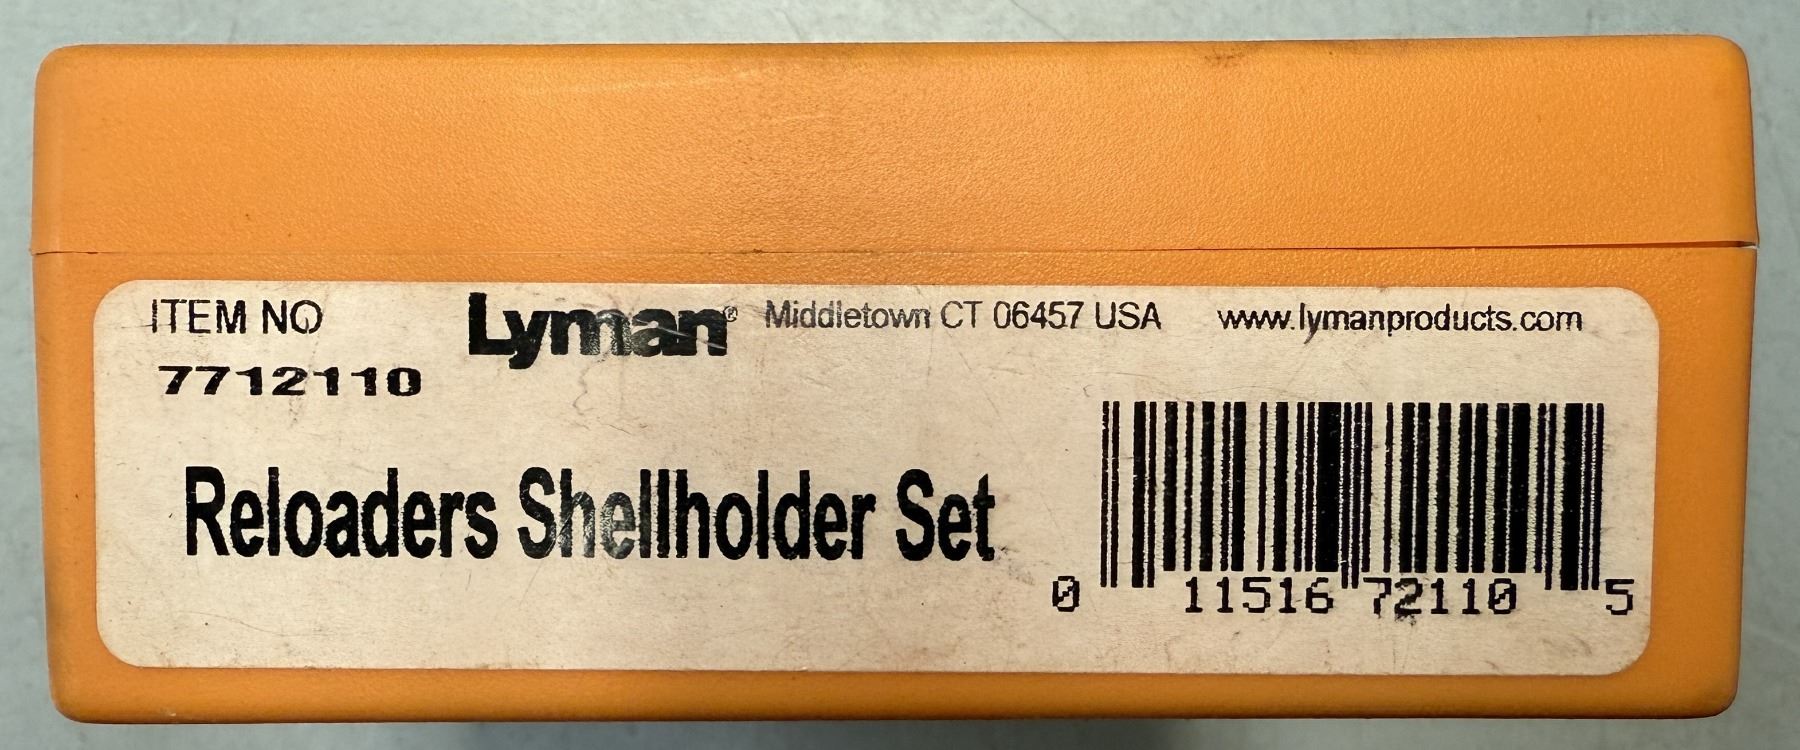 ITEM NO
Lyman® Middletown CT 06457 USA www.lymanproducts.com
7712110
Reloaders Shellholder Set
0 11516 72110 5